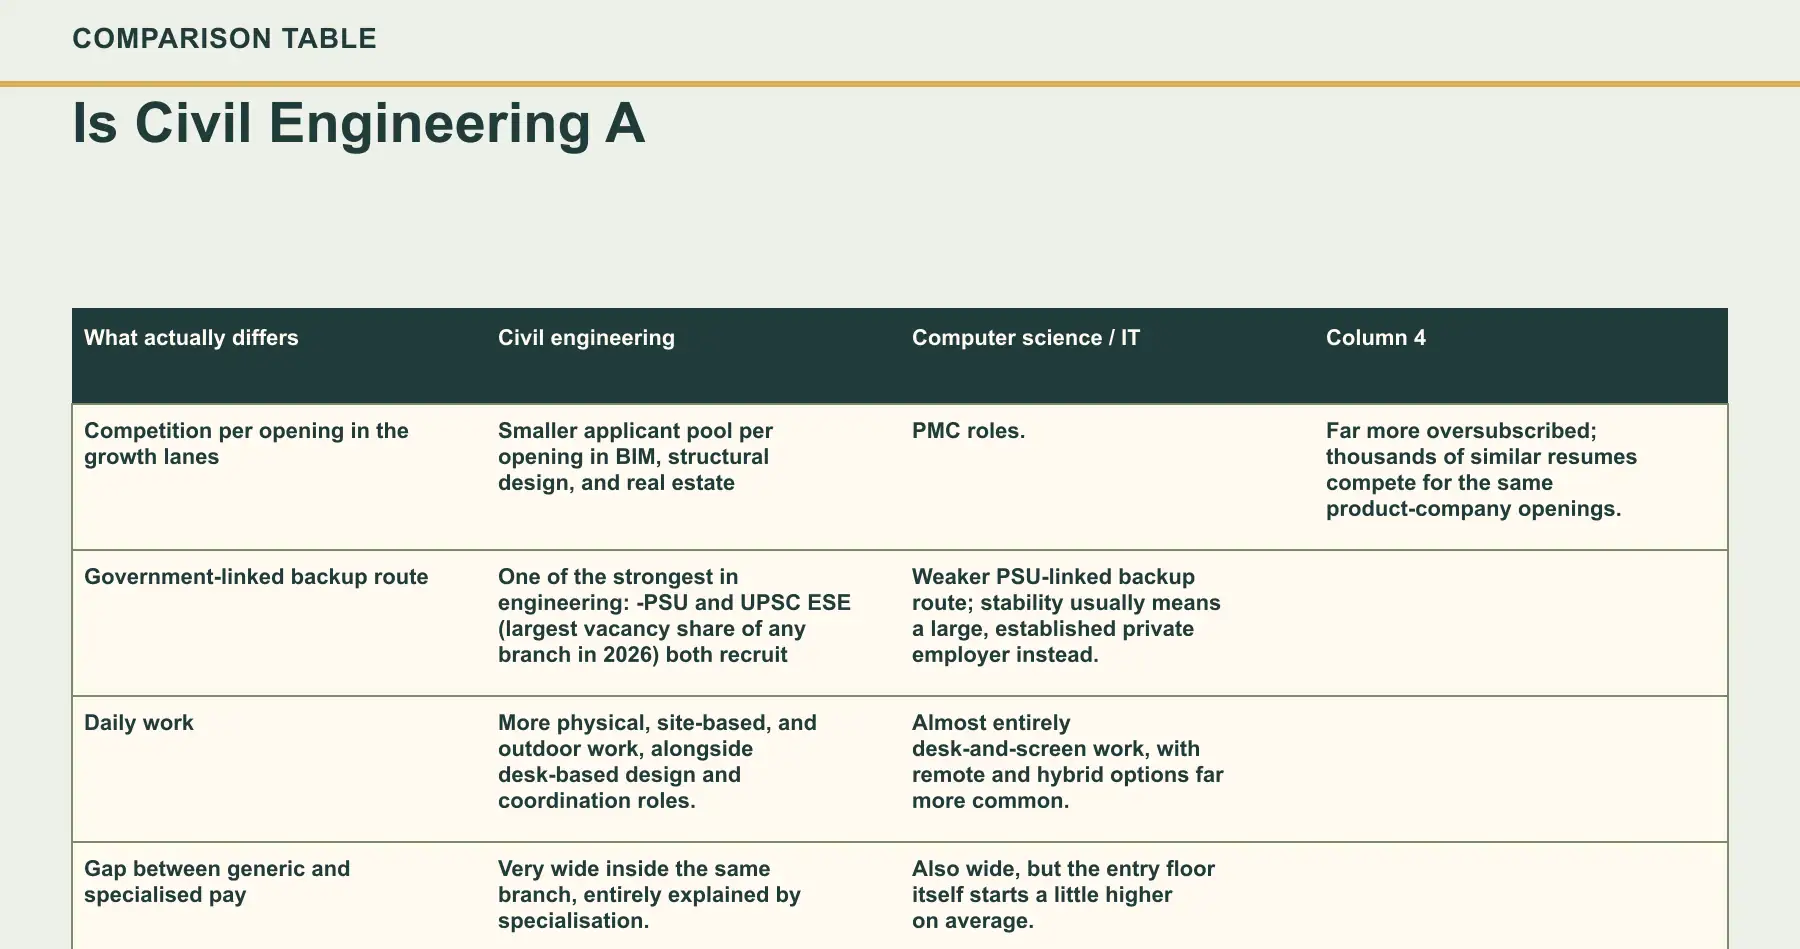 COMPARISON TABLE
Is Civil Engineering A
What actually differs
Civil engineering
Computer science / IT
Column 4
Competition per opening in the
growth lanes
Smaller applicant pool per
opening in BIM, structural
design, and real estate
PMC roles.
Far more oversubscribed;
thousands of similar resumes
compete for the same
product-company openings.
Government-linked backup route
One of the strongest in
engineering: -PSU and UPSC ESE
(largest vacancy share of any
branch in 2026) both recruit
Weaker PSU-linked backup
route; stability usually means
a large, established private
employer instead.
Daily work
More physical, site-based, and
outdoor work, alongside
desk-based design and
coordination roles.
Almost entirely
desk-and-screen work, with
remote and hybrid options far
more common.
Gap between generic and
specialised pay
Very wide inside the same
branch, entirely explained by
specialisation.
Also wide, but the entry floor
itself starts a little higher
on average.